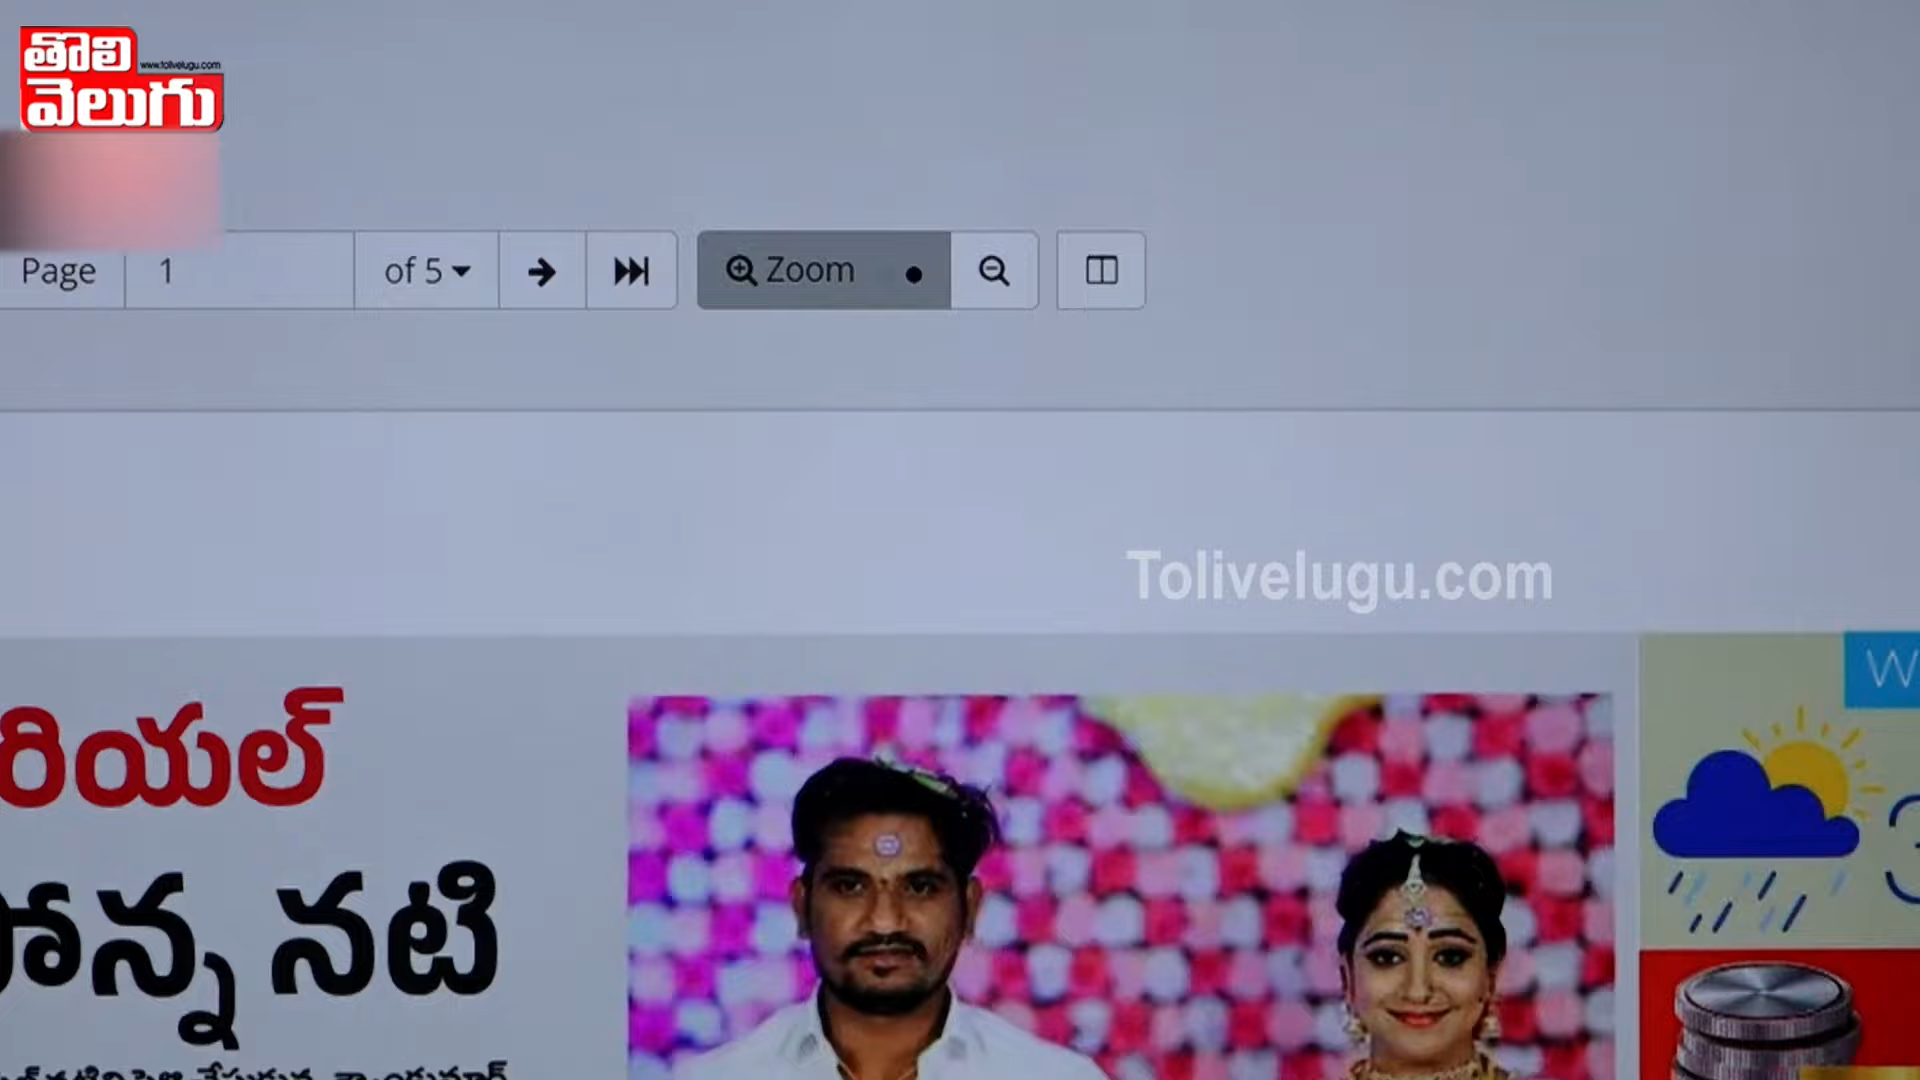 తొలి
www.tolivelugu.com
వెలుగు
Page 1 of 5 Zoom
Tolivelugu.com
రియల్
న్న నటి